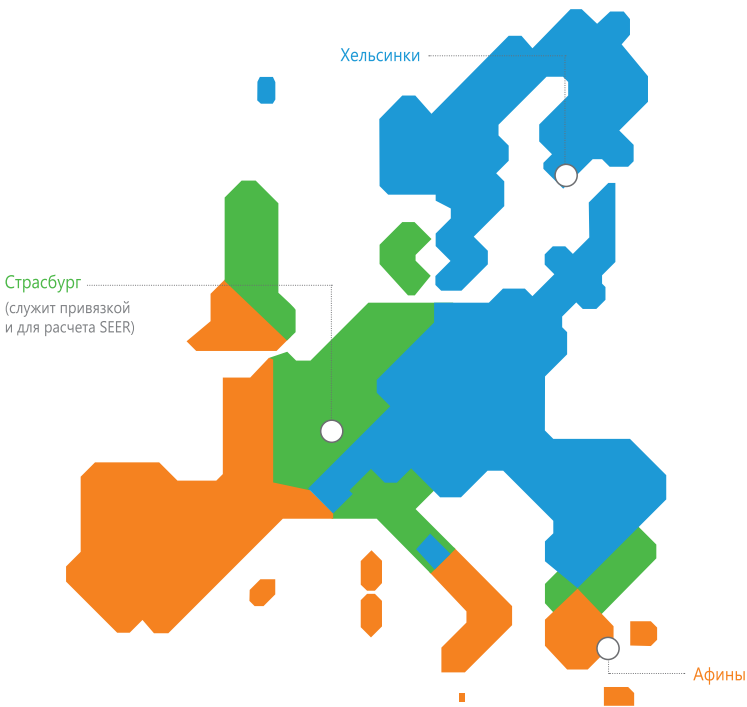 Хельсинки
Страсбург
(служит привязкой
и для расчета SEER)
Афины